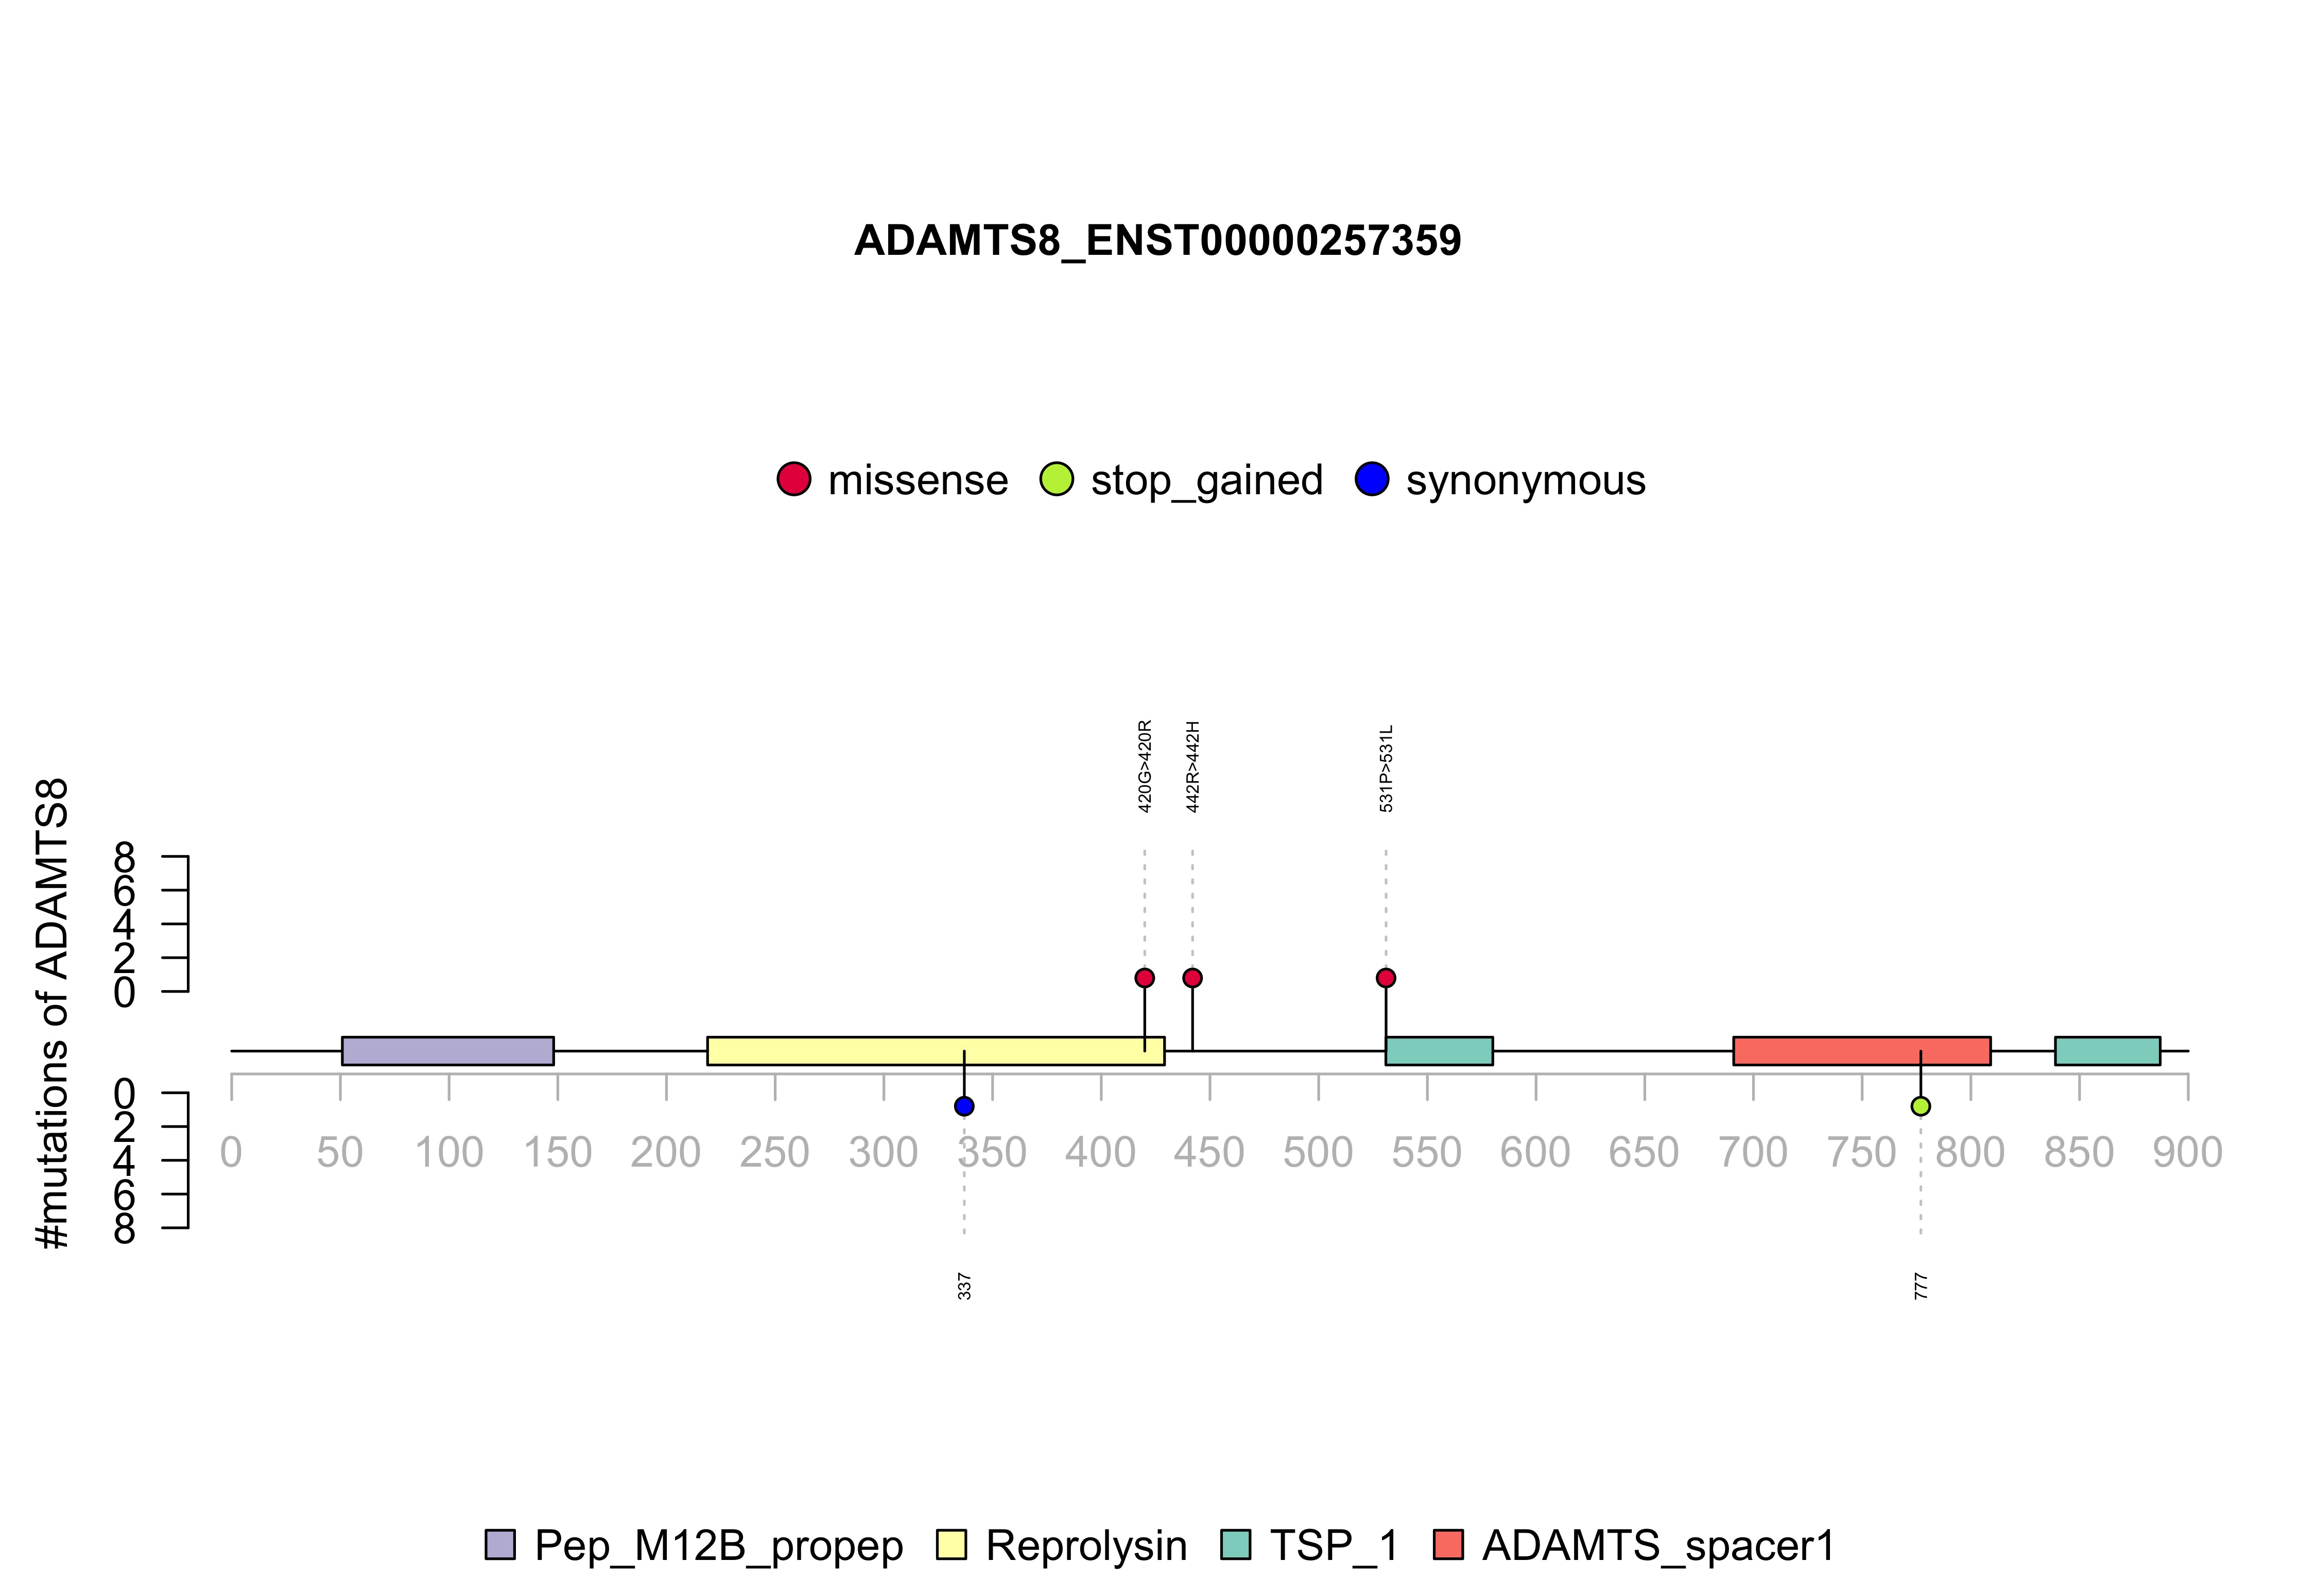 ADAMTS8_ENST00000257359
missense stop_gained synonymous
420G>420R
442R>442H
531P>531L
#mutations of ADAMTS8
8
6
4
2
0
0
2
4
6
8
0 50 100 150 200 250 300 350 400 450 500 550 600 650 700 750 800 850 900
337
777
Pep_M12B_propep Reprolysin TSP_1 ADAMTS_spacer1